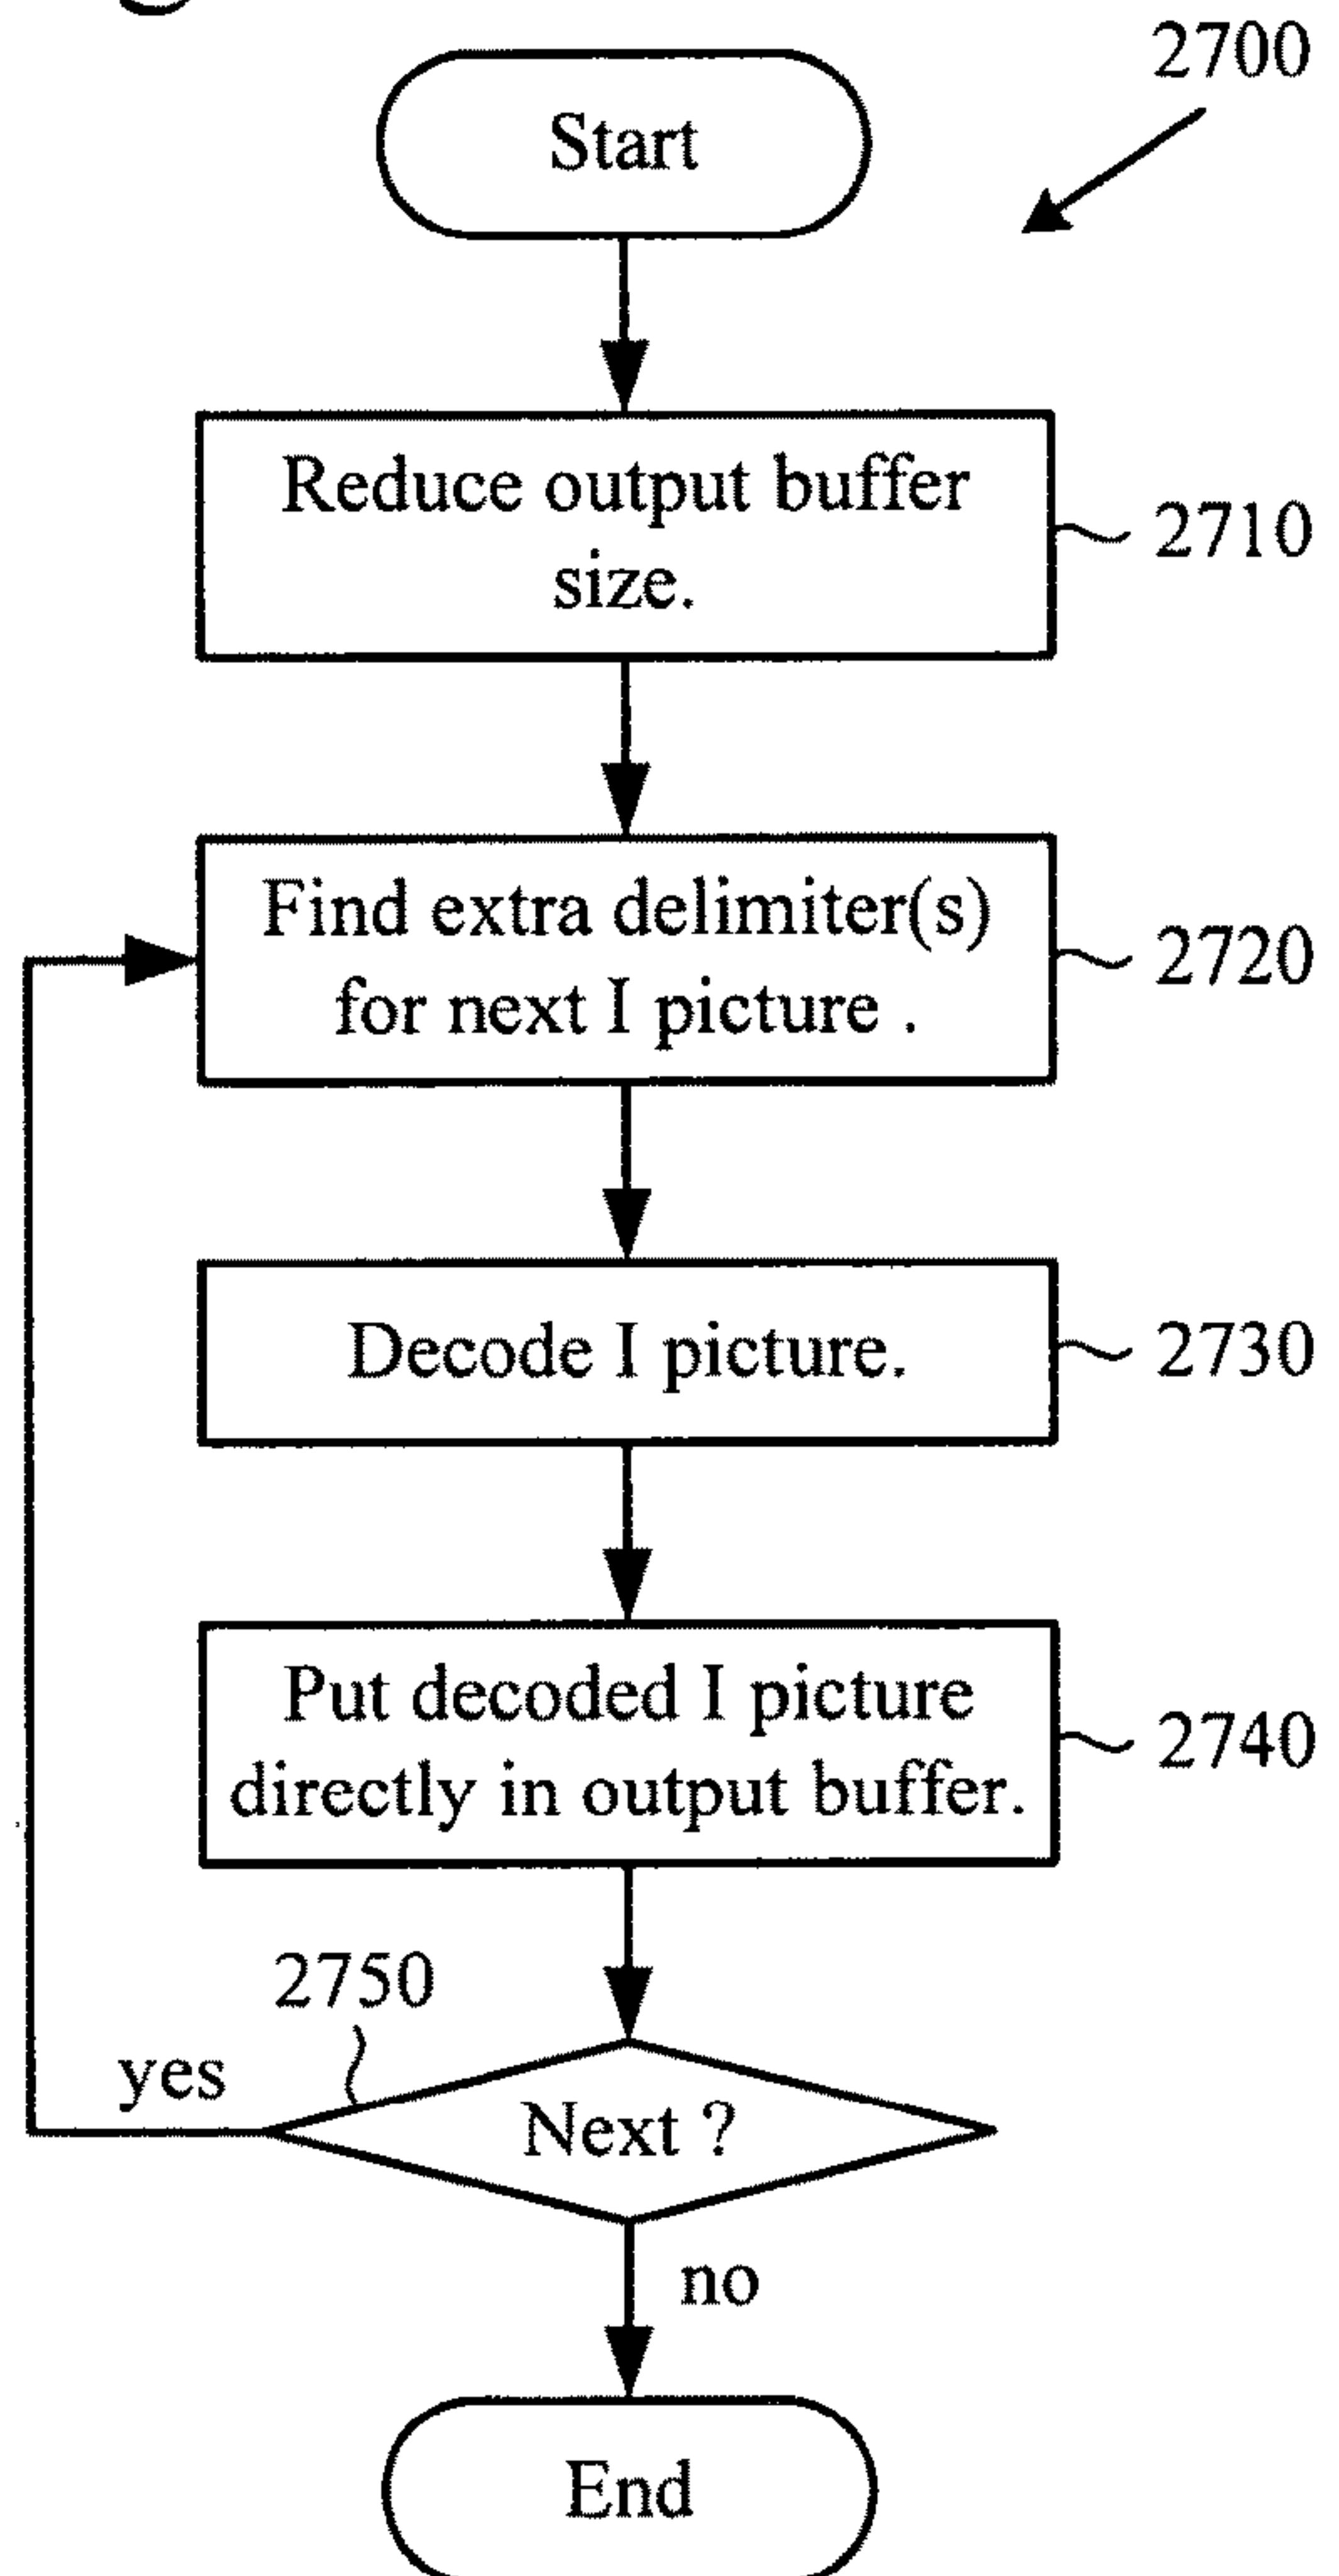 2700
Start
Reduce output buffer
size.
2710
Find extra delimiter(s)
for next I picture .
2720
Decode I picture.
2730
Put decoded I picture
directly in output buffer.
2740
2750
yes
Next ?
no
End